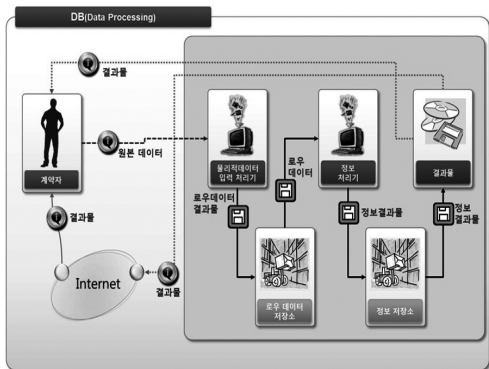 DB(Data Processing)
결과물
계약자
원본 데이터
물리적데이터
입력 처리기
로우
데이터
정보
처리기
결과물
로우데이터
결과물
정보결과물
정보
결과물
결과물
Internet
결과물
로우 데이터
저장소
정보 저장소